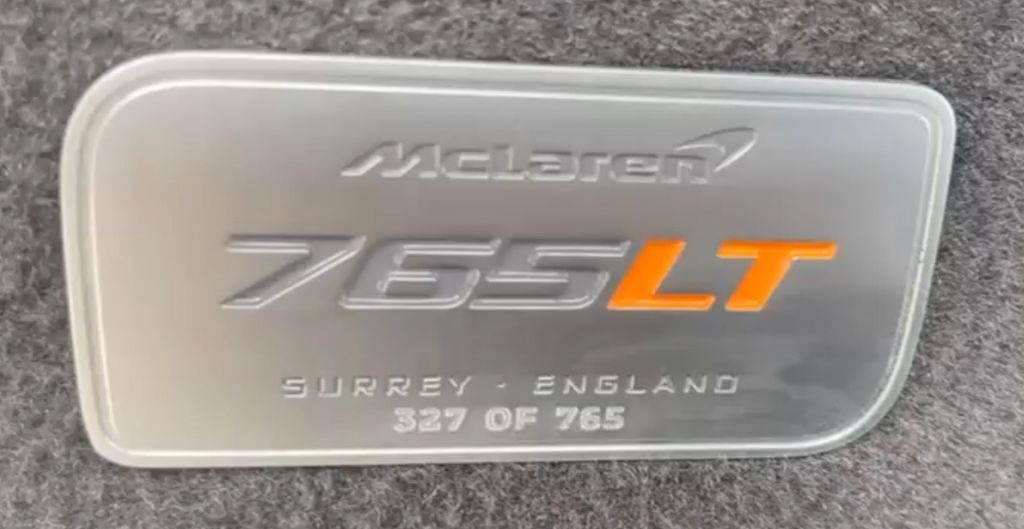 McLaren
765LT
SURREY · ENGLAND
327 OF 765